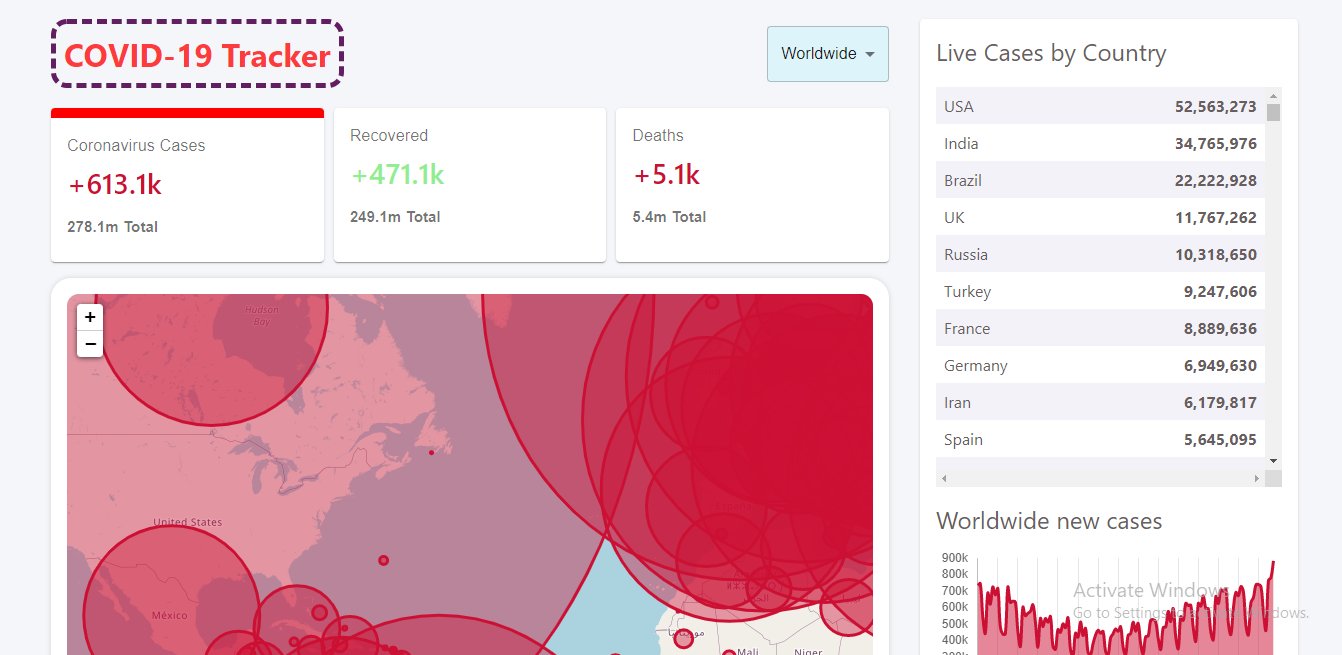 COVID-19 Tracker
Worldwide
Coronavirus Cases
+613.1k
278.1m Total
Recovered
+471.1k
249.1m Total
Deaths
+5.1k
5.4m Total
+
−
Hudson
Bay
United States
México
Mali
Niger
Live Cases by Country
USA 52,563,273
India 34,765,976
Brazil 22,222,928
UK 11,767,262
Russia 10,318,650
Turkey 9,247,606
France 8,889,636
Germany 6,949,630
Iran 6,179,817
Spain 5,645,095
Worldwide new cases
900k
800k
700k
600k
500k
400k
Activate Windows
Go to Settings to activate Windows.